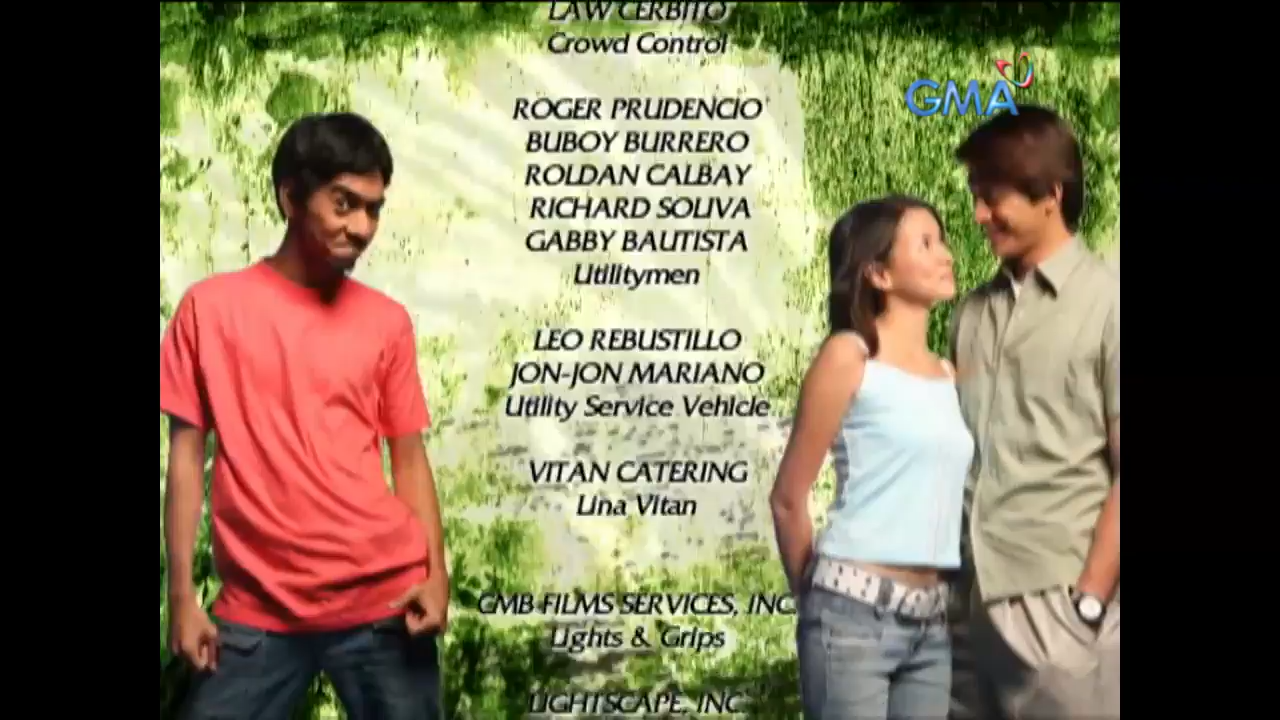 LAW CERBITO
Crowd Control
GMA
ROGER PRUDENCIO
BUBOY BURRERO
ROLDAN CALBAY
RICHARD SOLIVA
GABBY BAUTISTA
Utilitymen
LEO REBUSTILLO
JON-JON MARIANO
Utility Service Vehicle
VITAN CATERING
Lina Vitan
GMB FILMS SERVICES, INC.
Lights & Grips
LIGHTSCAPE, INC.